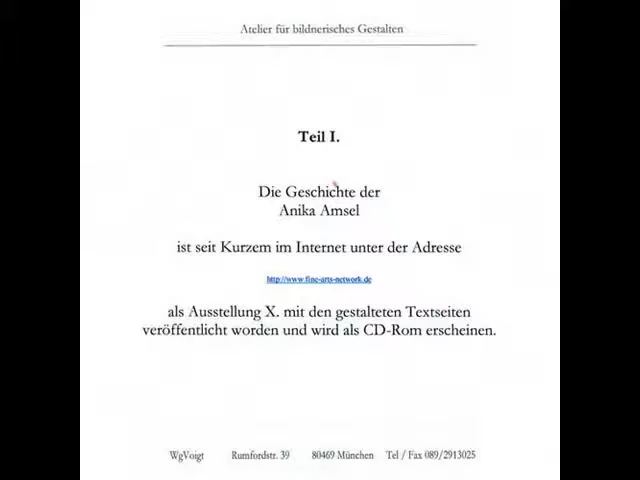 Atelier für bildnerisches Gestalten
Teil I.
Die Geschichte der
Anika Amsel
ist seit Kurzem im Internet unter der Adresse
http://www.fine-arts-network.de
als Ausstellung X. mit den gestalteten Textseiten
veröffentlicht worden und wird als CD-Rom erscheinen.
WgVoigt Rumfordstr. 39 80469 München Tel / Fax 089/2913025